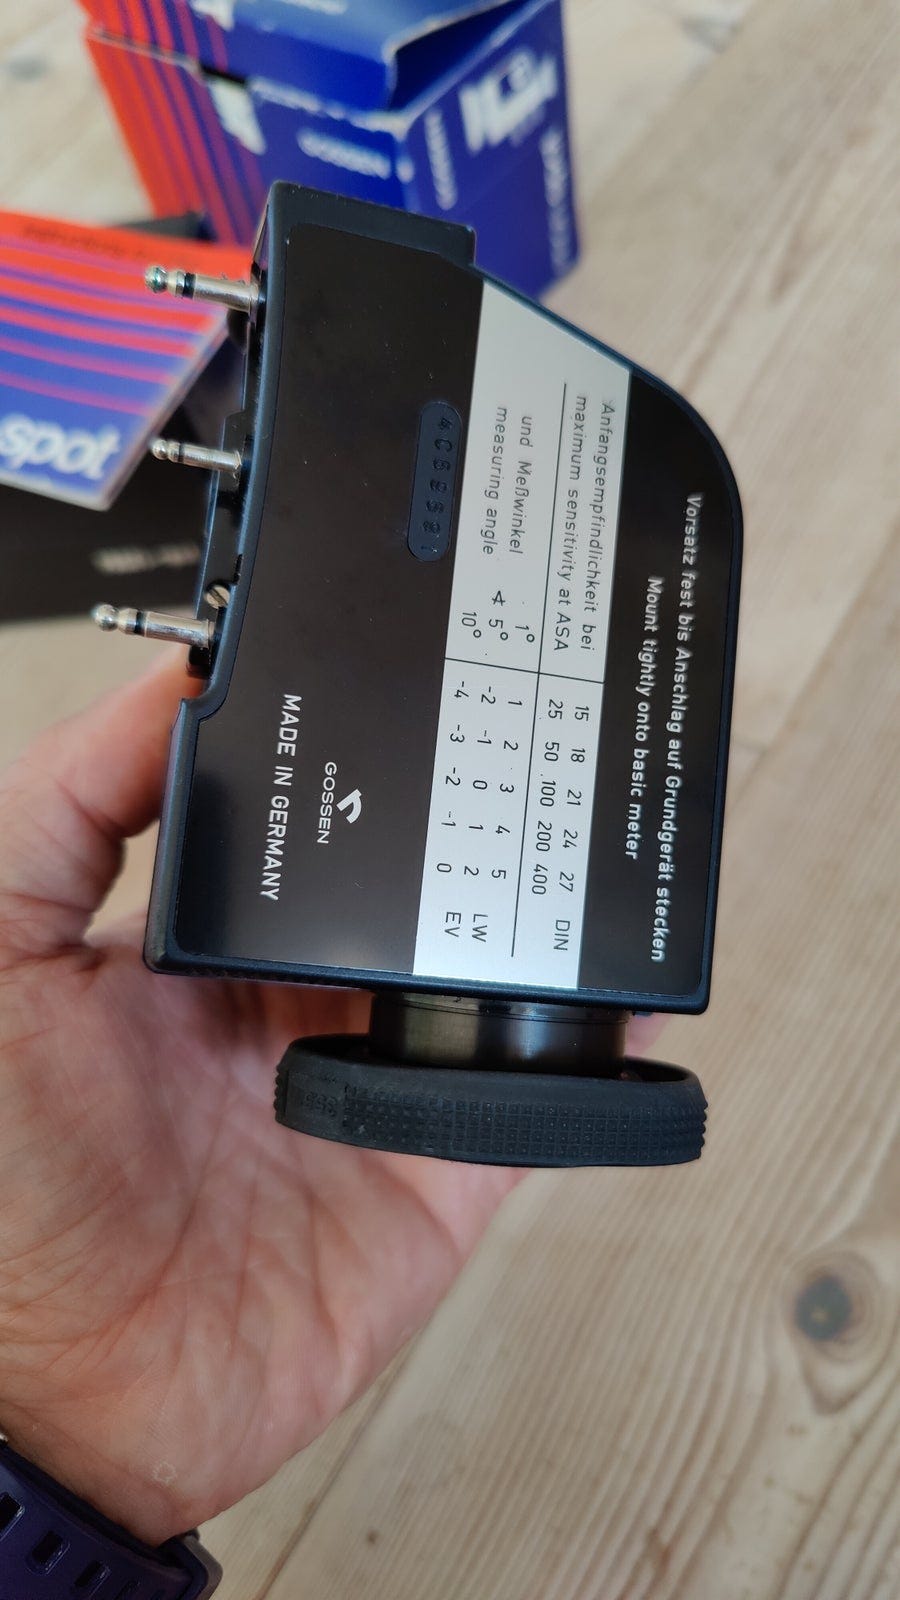 Vorsatz fest bis Anschlag auf Grundgerät stecken
Mount tightly onto basic meter
Anfangsempfindlichkeit bei 15 18 21 24 27 DIN
maximum sensitivity at ASA 25 50 100 200 400
1° 1 2 3 4 5
und Meßwinkel ∢ 5° -2 -1 0 1 2 LW
measuring angle 10° -4 -3 -2 -1 0 EV
GOSSEN
MADE IN GERMANY
GOSSEN
GOSSEN
spot